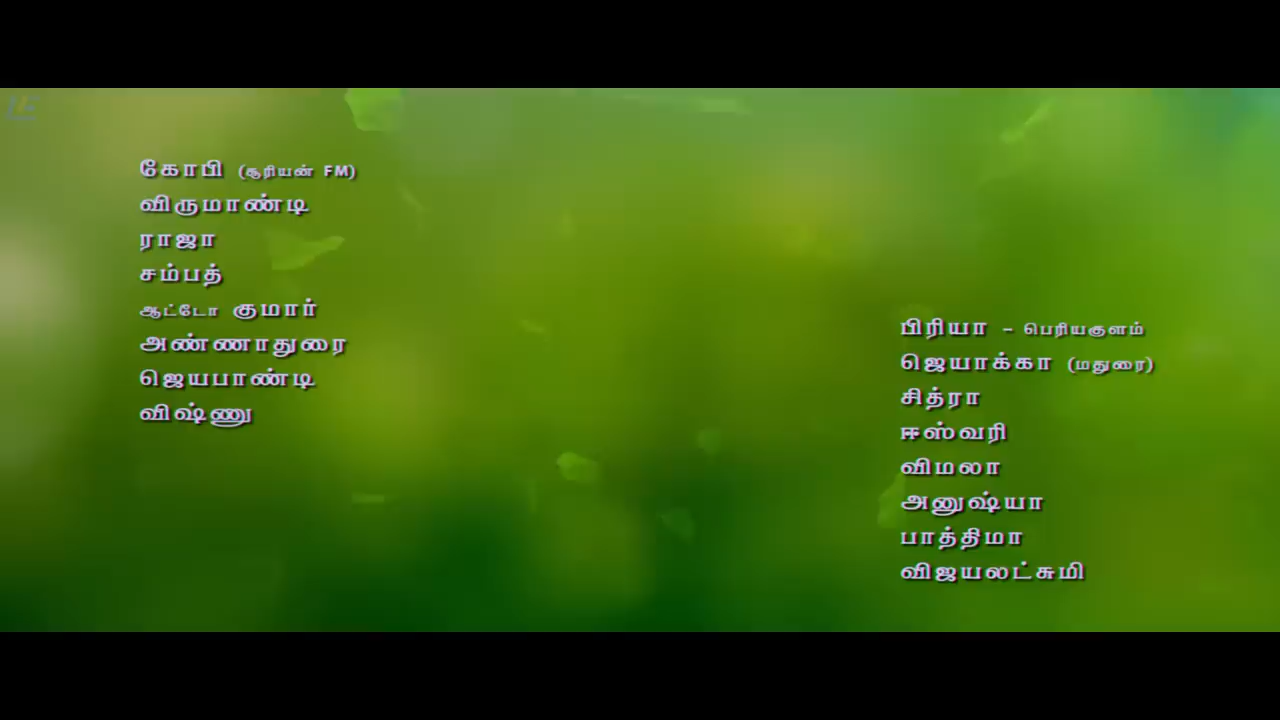 கோபி (சூரியன் FM)
விருமாண்டி
ராஜா
சம்பத்
ஆட்டோ குமார்
அண்ணாதுரை
ஜெயபாண்டி
விஷ்ணு
பிரியா - பெரியகுளம்
ஜெயாக்கா (மதுரை)
சித்ரா
ஈஸ்வரி
விமலா
அனுஷ்யா
பாத்திமா
விஜயலட்சுமி